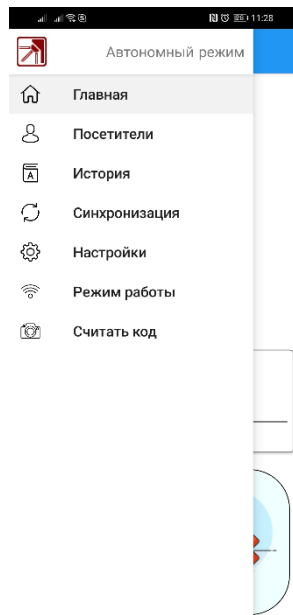 11:28
Автономный режим
Главная
Посетители
A
История
Синхронизация
Настройки
Режим работы
Считать код